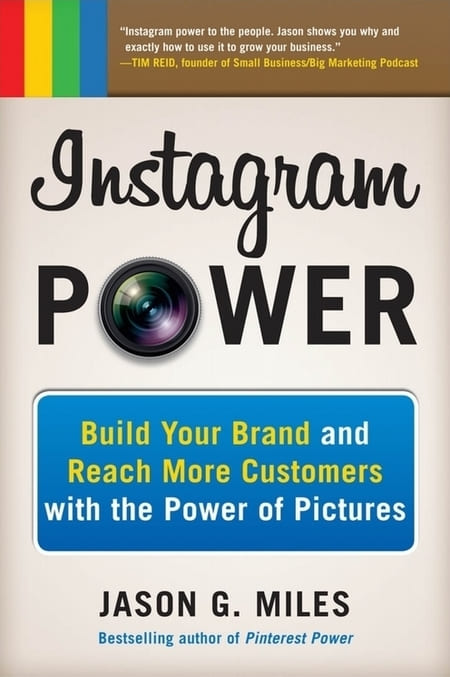 "Instagram power to the people. Jason shows you why and
exactly how to use it to grow your business."
—TIM REID, founder of Small Business/Big Marketing Podcast
Instagram
POWER
Build Your Brand and
Reach More Customers
with the Power of Pictures
JASON G. MILES
Bestselling author of Pinterest Power